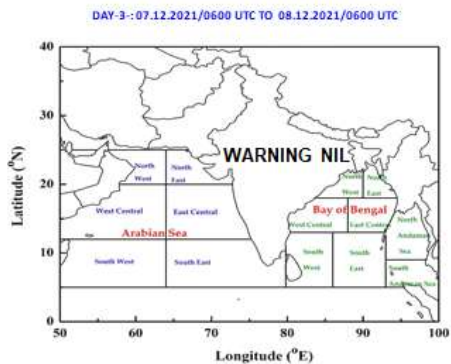 DAY-3-: 07.12.2021/0600 UTC TO 08.12.2021/0600 UTC
Latitude (°N)
40
30
20
10
0
WARNING NIL
North West
North East
West Central
East Central
Arabian Sea
South West
South East
North West
North East
Bay of Bengal
West Central
East Central
South West
South East
North Andaman Sea
South Andaman Sea
50 60 70 80 90 100
Longitude (°E)